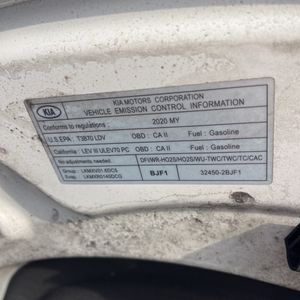 KIA
KIA MOTORS CORPORATION
VEHICLE EMISSION CONTROL INFORMATION
Conforms to regulations : 2020 MY
U.S.EPA : T3B70 LDV OBD : CA II Fuel : Gasoline
California : LEV III ULEV70 PC OBD : CA II Fuel : Gasoline
No adjustments needed. DFI/WR-HO2S/HO2S/WU-TWC/TWC/TC/CAC
Group:
Evap: BJF1 32450-2BJF1